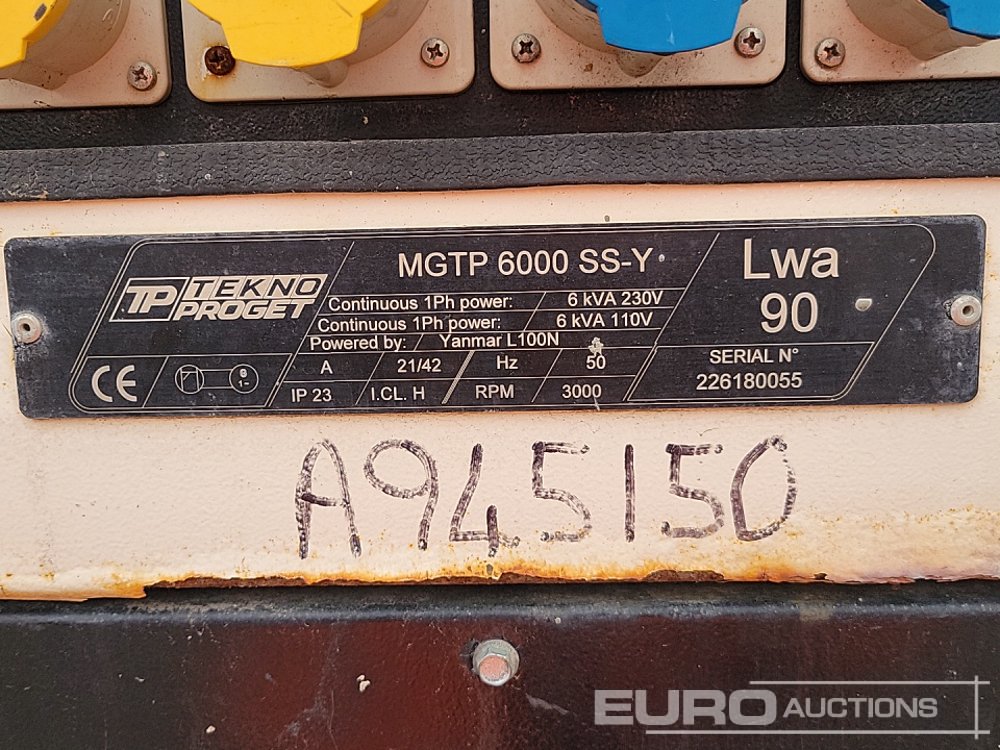 TP TEKNO PROGET
MGTP 6000 SS-Y
Continuous 1Ph power: 6 kVA 230V
Continuous 1Ph power: 6 kVA 110V
Powered by: Yanmar L100N
A 21/42 Hz 50
IP 23 I.CL. H RPM 3000
CE
G
1~
Lwa
90
SERIAL N°
226180055
A945150
EURO AUCTIONS